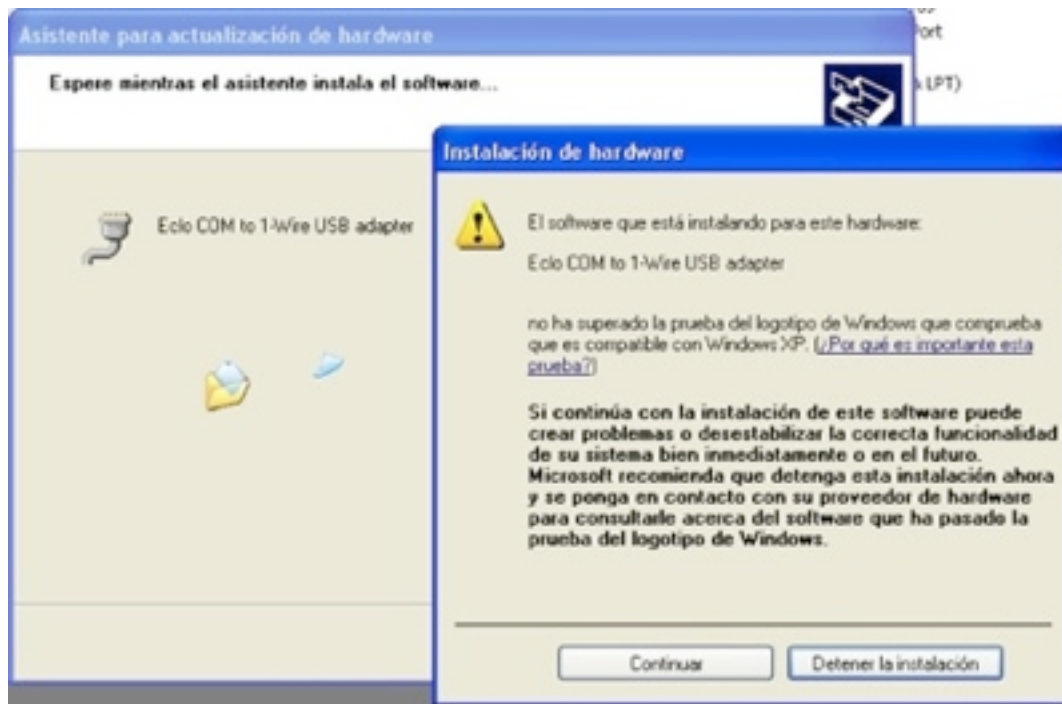 Asistente para actualización de hardware
Espere mientras el asistente instala el software...
Port
LPT)
Eclo COM to 1-Wire USB adapter
Instalación de hardware
El software que está instalando para este hardware:
Eclo COM to 1-Wire USB adapter
no ha superado la prueba del logotipo de Windows que comprueba
que es compatible con Windows XP. (¿Por qué es importante esta
prueba?)
Si continúa con la instalación de este software puede
crear problemas o desestabilizar la correcta funcionalidad
de su sistema bien inmediatamente o en el futuro.
Microsoft recomienda que detenga esta instalación ahora
y se ponga en contacto con su proveedor de hardware
para consultarle acerca del software que ha pasado la
prueba del logotipo de Windows.
Continuar
Detener la instalación